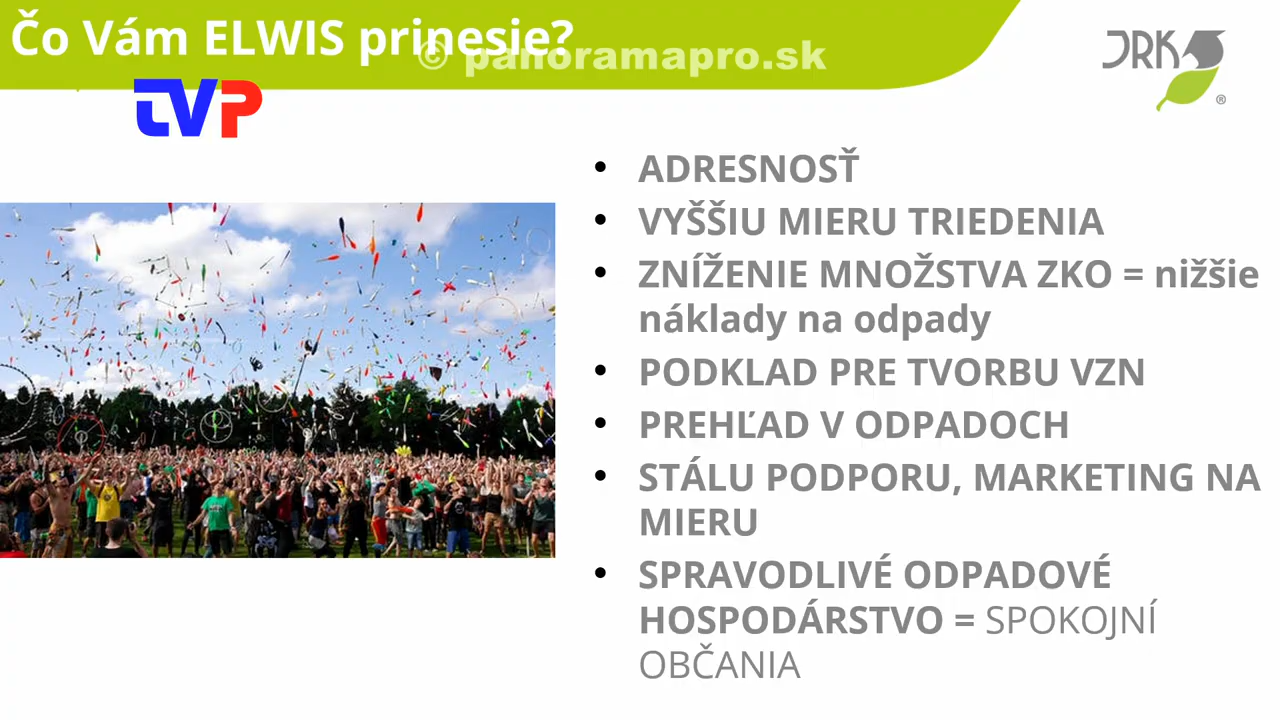 Čo Vám ELWIS prinesie?
© panoramapro.sk
JRK
®
TVP
• ADRESNOSŤ
• VYŠŠIU MIERU TRIEDENIA
• ZNÍŽENIE MNOŽSTVA ZKO = nižšie
náklady na odpady
• PODKLAD PRE TVORBU VZN
• PREHĽAD V ODPADOCH
• STÁLU PODPORU, MARKETING NA
MIERU
• SPRAVODLIVÉ ODPADOVÉ
HOSPODÁRSTVO = SPOKOJNÍ
OBČANIA